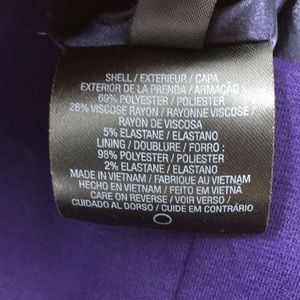 SHELL / EXTERIEUR / CAPA
EXTERIOR DE LA PRENDA / ARMAÇÃO
69% POLYESTER / POLIESTER
26% VISCOSE RAYON / RAYONNE VISCOSE /
RAYON DE VISCOSA
5% ELASTANE / ELASTANO
LINING / DOUBLURE / FORRO :
98% POLYESTER / POLIESTER
2% ELASTANE / ELASTANO
MADE IN VIETNAM / FABRIQUE AU VIETNAM
HECHO EN VIETNAM / FEITO EM VIETNÃ
CARE ON REVERSE / VOIR VERSO /
CUIDADO AL DORSO / CUIDE EM CONTRÁRIO